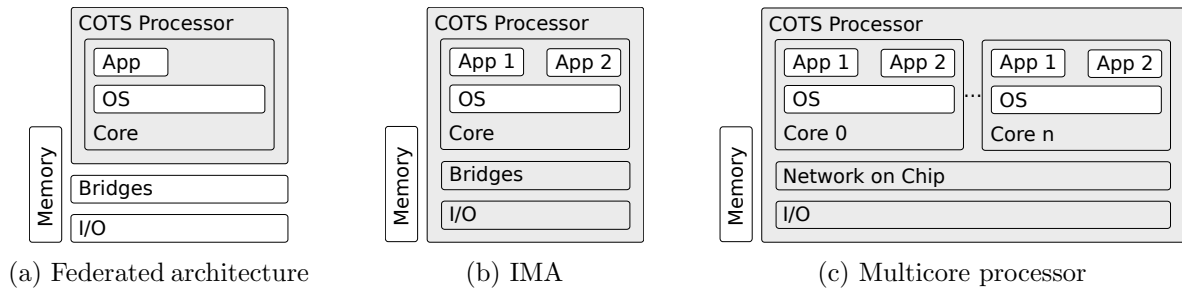 COTS Processor
App
OS
Core
Memory
Bridges
I/O
(a) Federated architecture
COTS Processor
App 1
App 2
OS
Core
Memory
Bridges
I/O
(b) IMA
COTS Processor
App 1
App 2
OS
Core 0
...
App 1
App 2
OS
Core n
Memory
Network on Chip
I/O
(c) Multicore processor